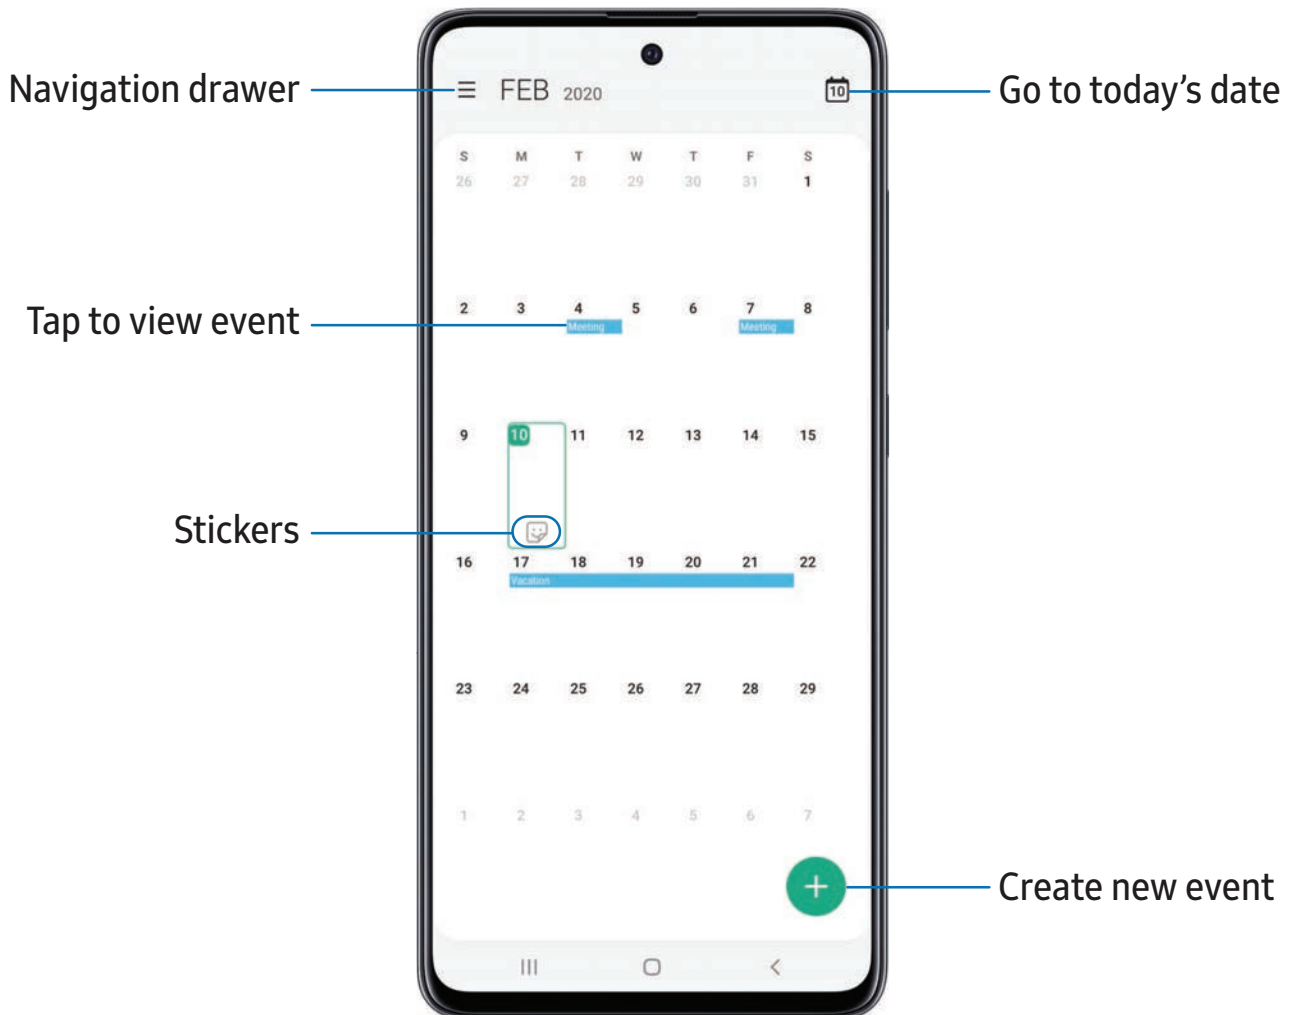 Navigation drawer
FEB 2020
10
Go to today's date
S M T W T F S
26 27 28 29 30 31 1
2 3 4 5 6 7 8
Tap to view event
Meeting Meeting
9 10 11 12 13 14 15
Stickers
16 17 18 19 20 21 22
Vacation
23 24 25 26 27 28 29
1 2 3 4 5 6 7
+
Create new event